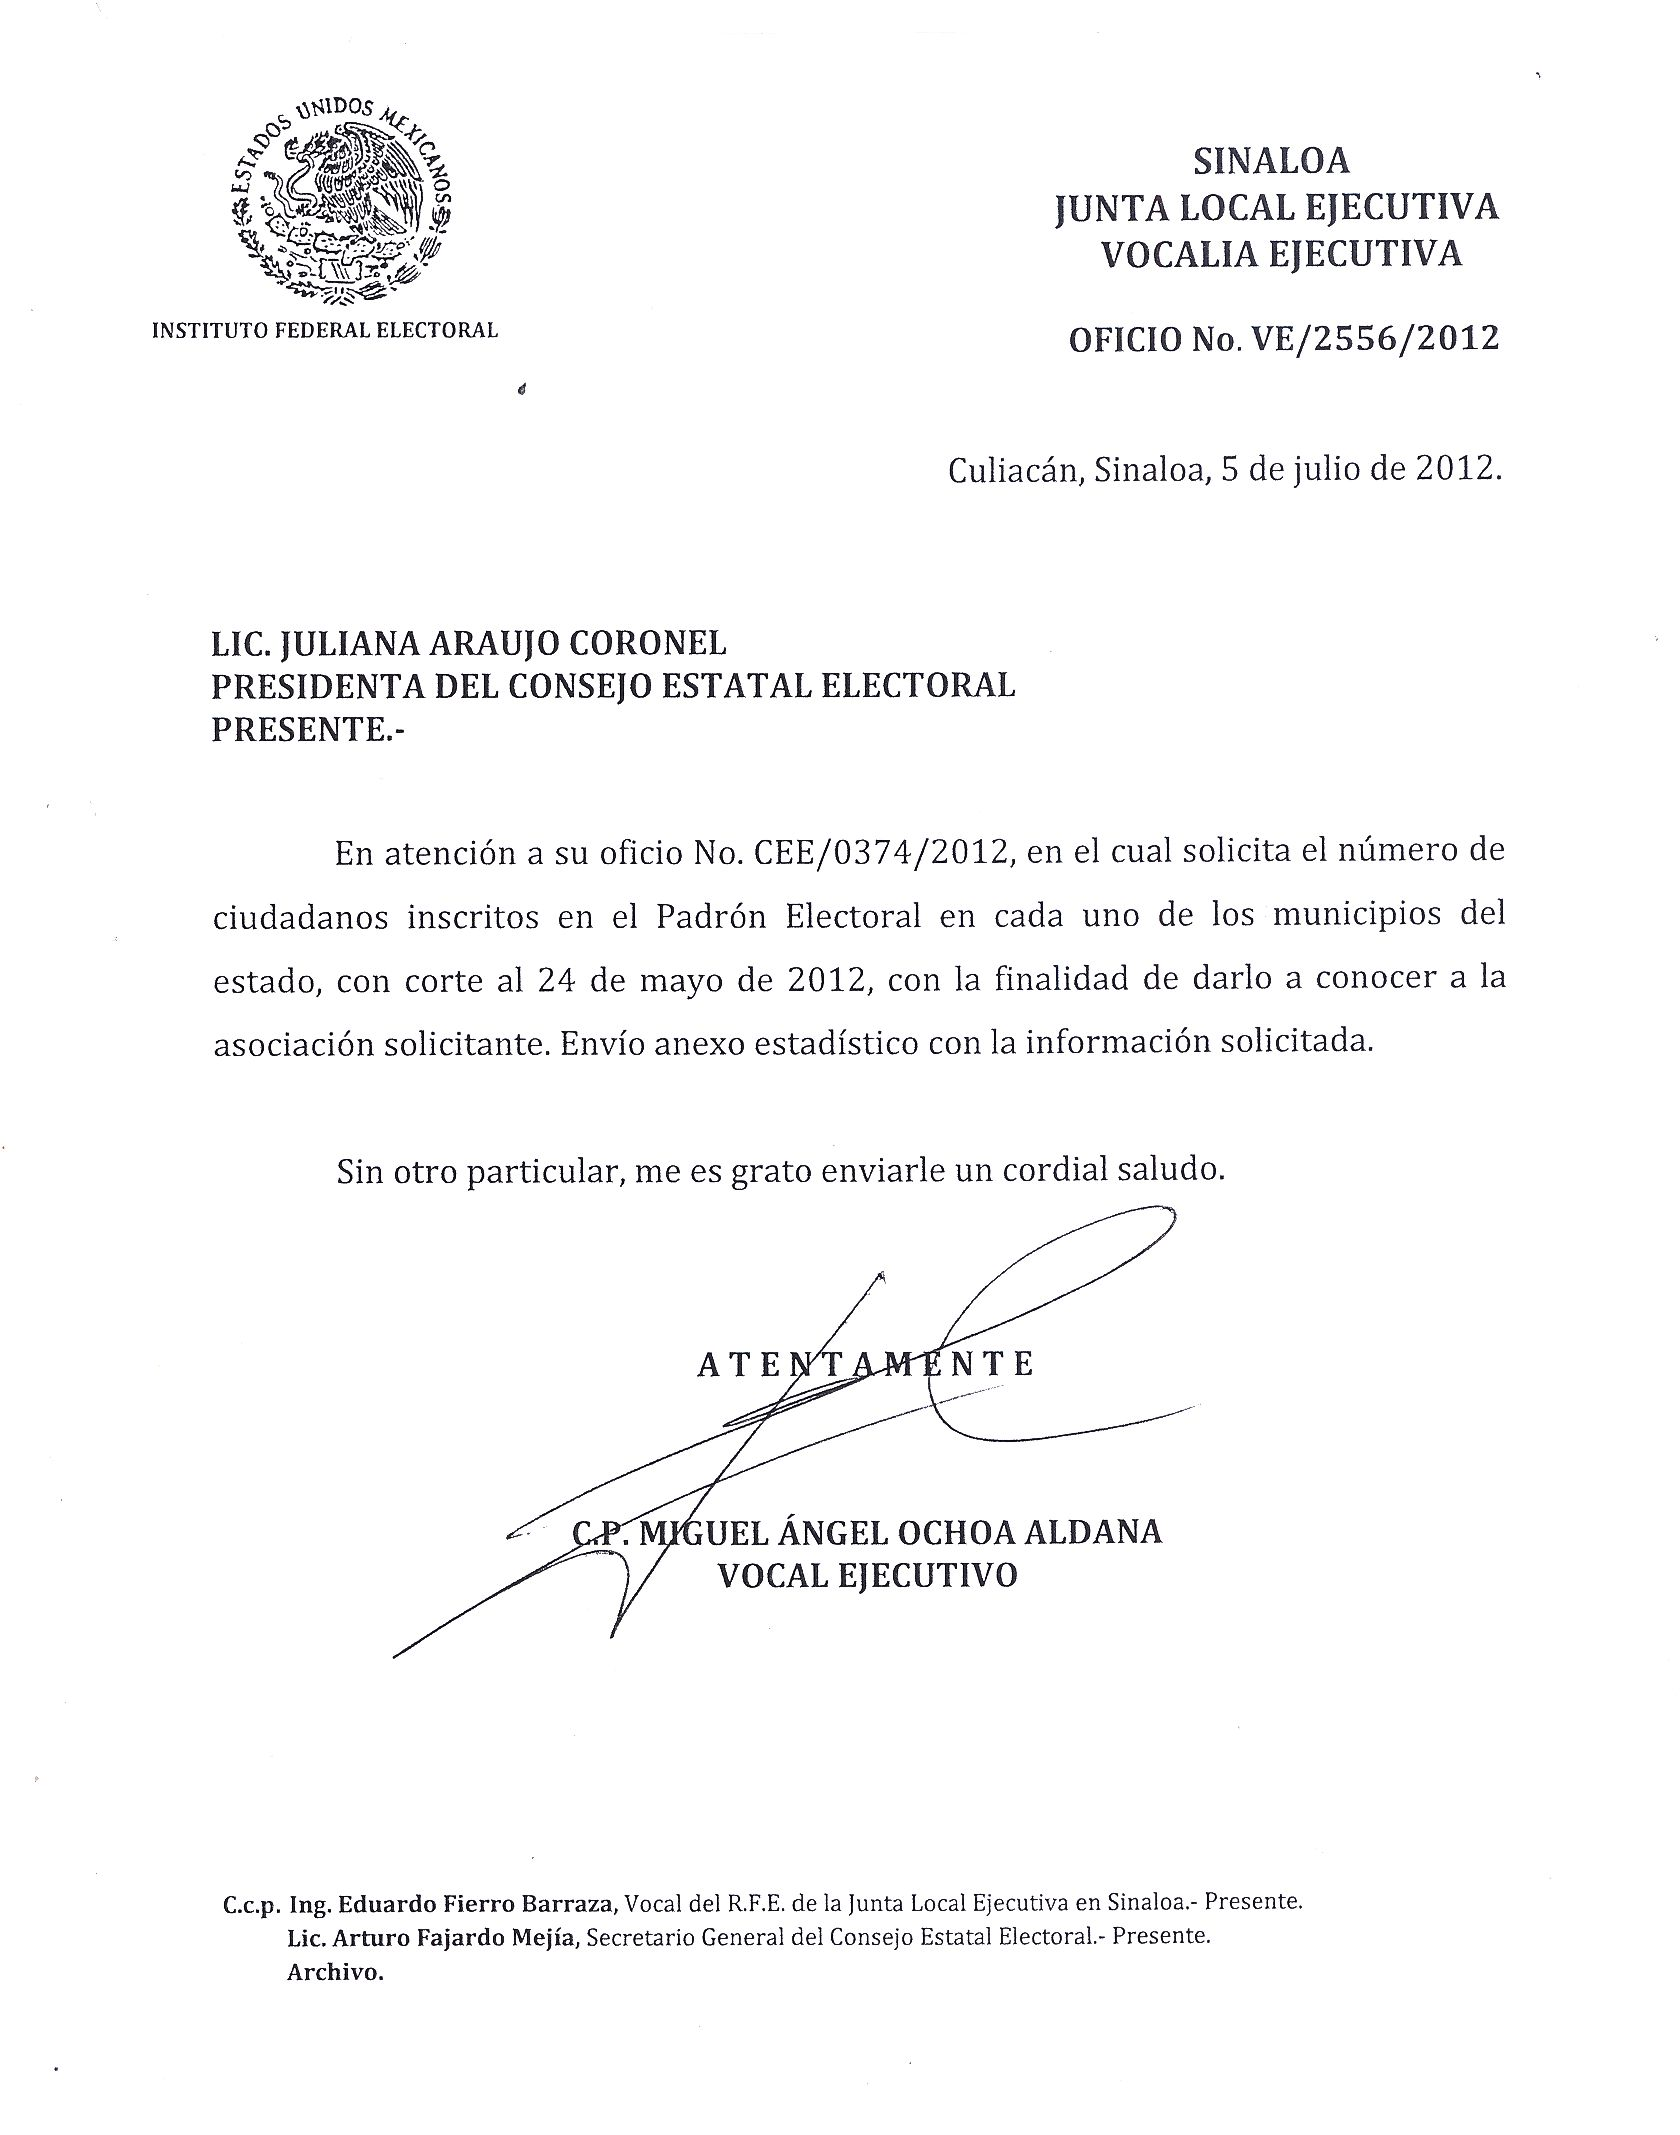 ESTADOS UNIDOS MEXICANOS
INSTITUTO FEDERAL ELECTORAL
SINALOA
JUNTA LOCAL EJECUTIVA
VOCALIA EJECUTIVA
OFICIO No. VE/2556/2012
Culiacán, Sinaloa, 5 de julio de 2012.
LIC. JULIANA ARAUJO CORONEL
PRESIDENTA DEL CONSEJO ESTATAL ELECTORAL
PRESENTE.-
En atención a su oficio No. CEE/0374/2012, en el cual solicita el número de
ciudadanos inscritos en el Padrón Electoral en cada uno de los municipios del
estado, con corte al 24 de mayo de 2012, con la finalidad de darlo a conocer a la
asociación solicitante. Envío anexo estadístico con la información solicitada.
Sin otro particular, me es grato enviarle un cordial saludo.
A T E N T A M E N T E
C.P. MIGUEL ÁNGEL OCHOA ALDANA
VOCAL EJECUTIVO
C.c.p. Ing. Eduardo Fierro Barraza, Vocal del R.F.E. de la Junta Local Ejecutiva en Sinaloa.- Presente.
Lic. Arturo Fajardo Mejía, Secretario General del Consejo Estatal Electoral.- Presente.
Archivo.